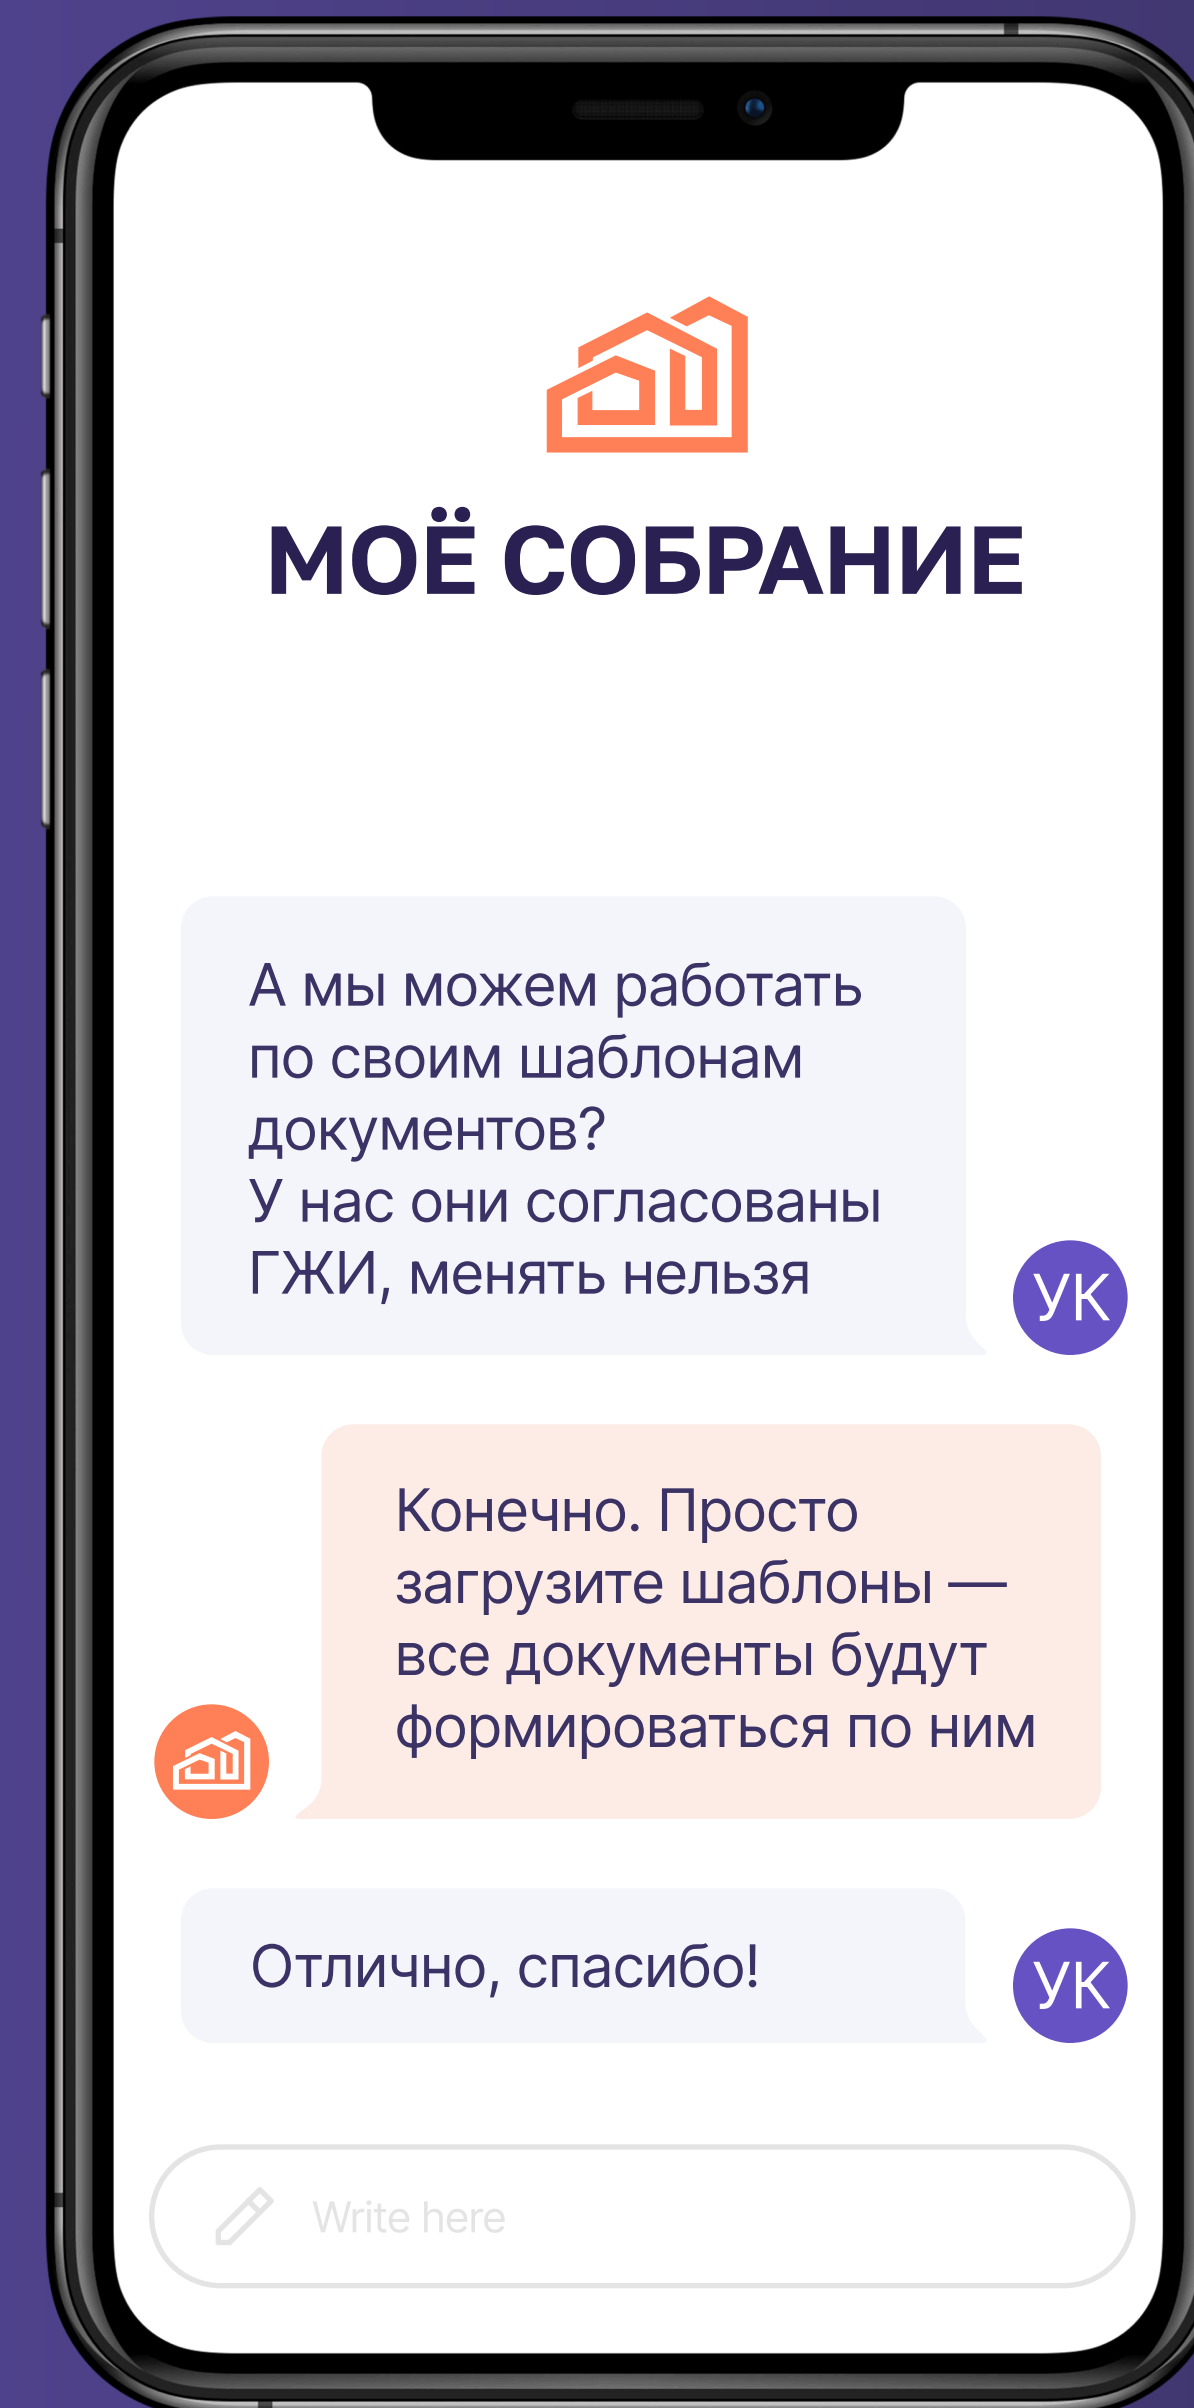 МОЁ СОБРАНИЕ
А мы можем работать
по своим шаблонам
документов?
У нас они согласованы
ГЖИ, менять нельзя
УК
Конечно. Просто
загрузите шаблоны —
все документы будут
формироваться по ним
Отлично, спасибо!
УК
Write here